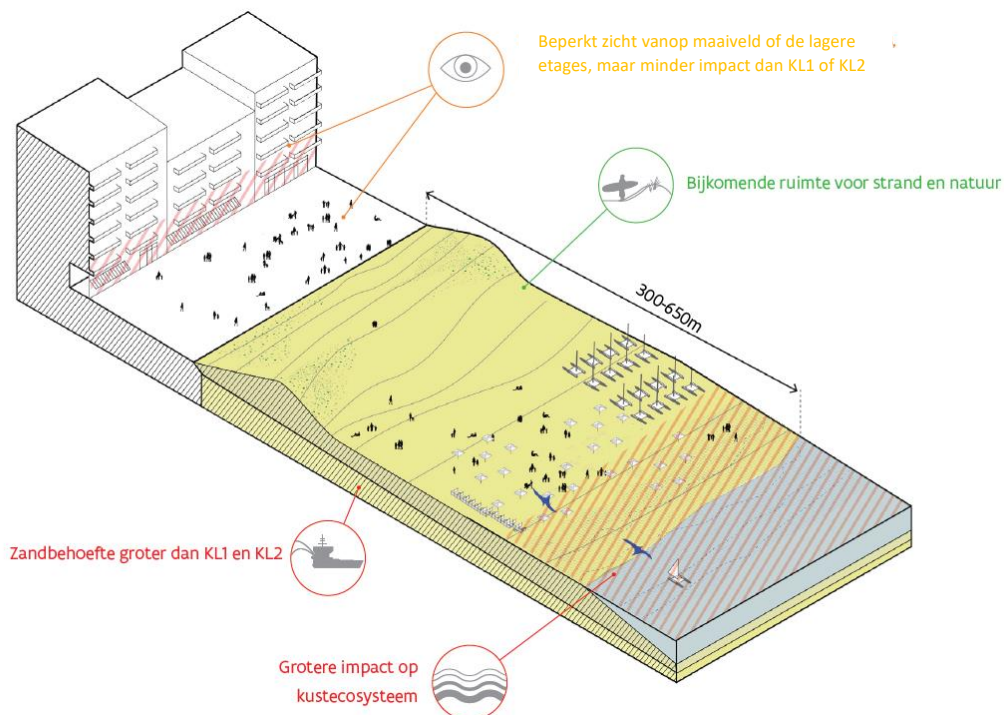 Beperkt zicht vanop maaiveld of de lagere
etages, maar minder impact dan KL1 of KL2
Bijkomende ruimte voor strand en natuur
300-650m
Zandbehoefte groter dan KL1 en KL2
Grotere impact op
kustecosysteem